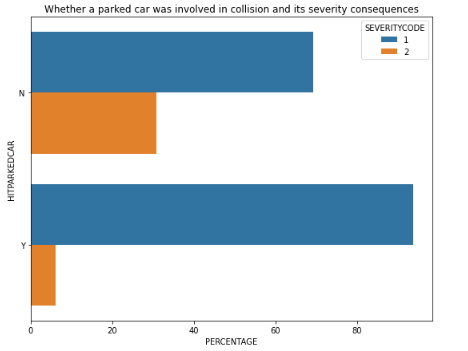 Whether a parked car was involved in collision and its severity consequences
SEVERITYCODE
1
2
N
Y
HITPARKEDCAR
0 20 40 60 80
PERCENTAGE